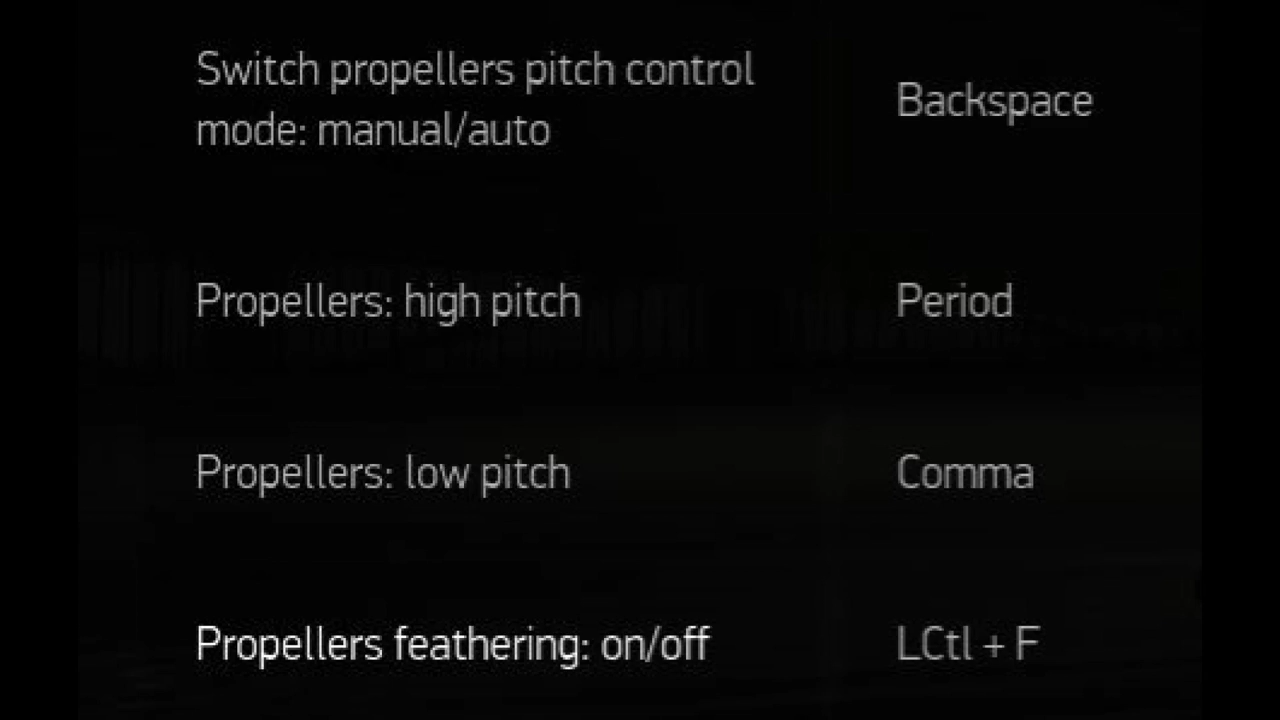 Switch propellers pitch control
mode: manual/auto
Backspace
Propellers: high pitch
Period
Propellers: low pitch
Comma
Propellers feathering: on/off
LCtl + F